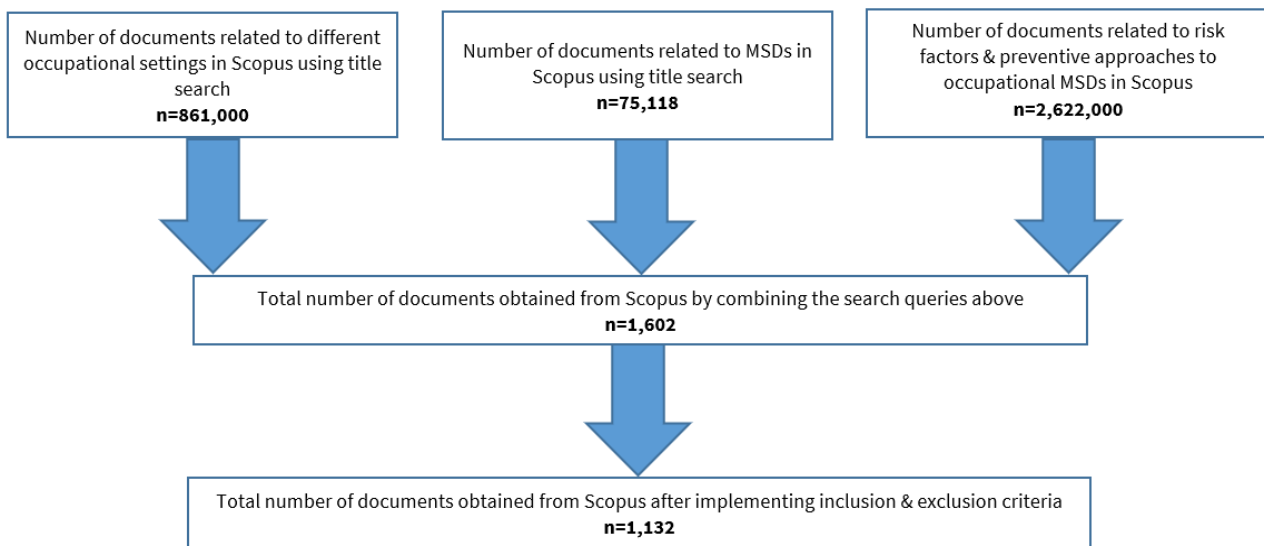 Number of documents related to different
occupational settings in Scopus using title
search
n=861,000
Number of documents related to MSDs in
Scopus using title search
n=75,118
Number of documents related to risk
factors & preventive approaches to
occupational MSDs in Scopus
n=2,622,000
Total number of documents obtained from Scopus by combining the search queries above
n=1,602
Total number of documents obtained from Scopus after implementing inclusion & exclusion criteria
n=1,132